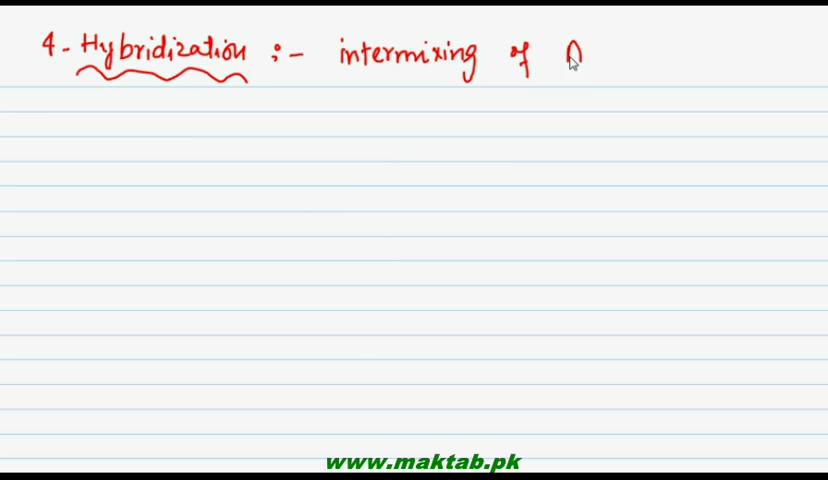 4 - Hybridization :- intermixing of
www.maktab.pk